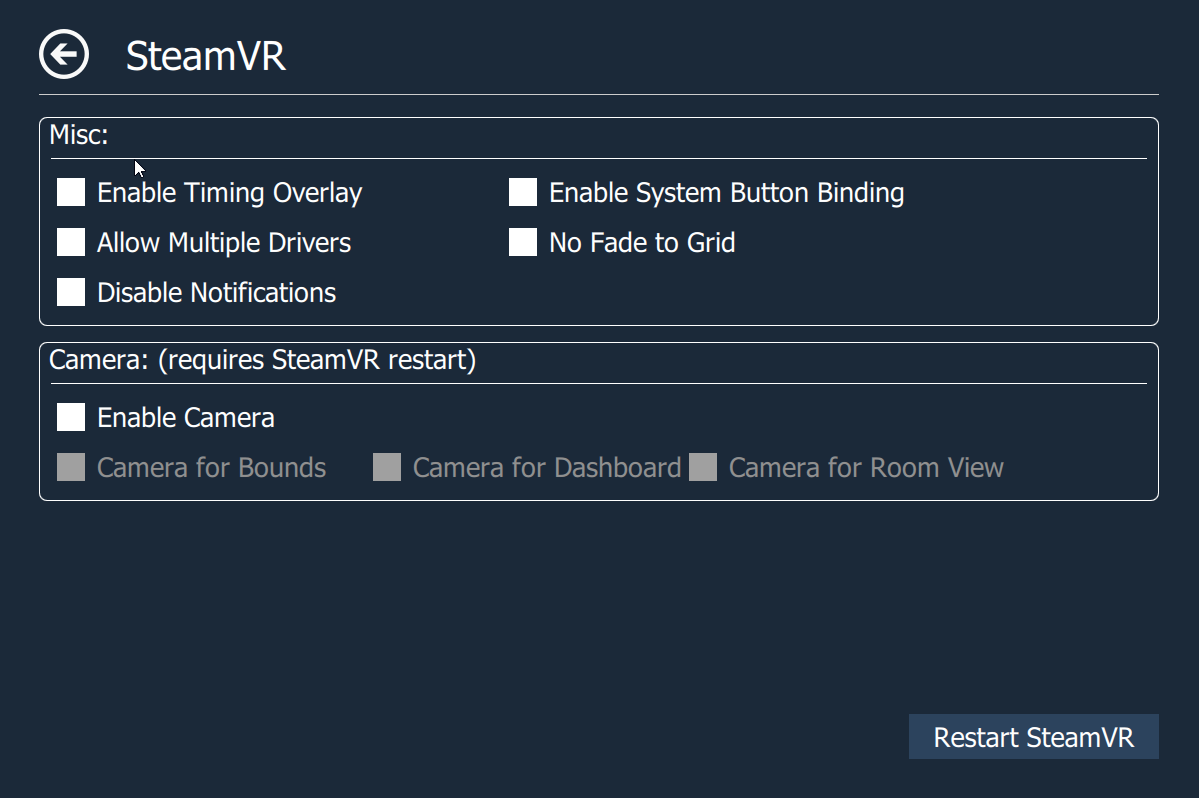 SteamVR
Misc:
Enable Timing Overlay
Enable System Button Binding
Allow Multiple Drivers
No Fade to Grid
Disable Notifications
Camera: (requires SteamVR restart)
Enable Camera
Camera for Bounds
Camera for Dashboard
Camera for Room View
Restart SteamVR